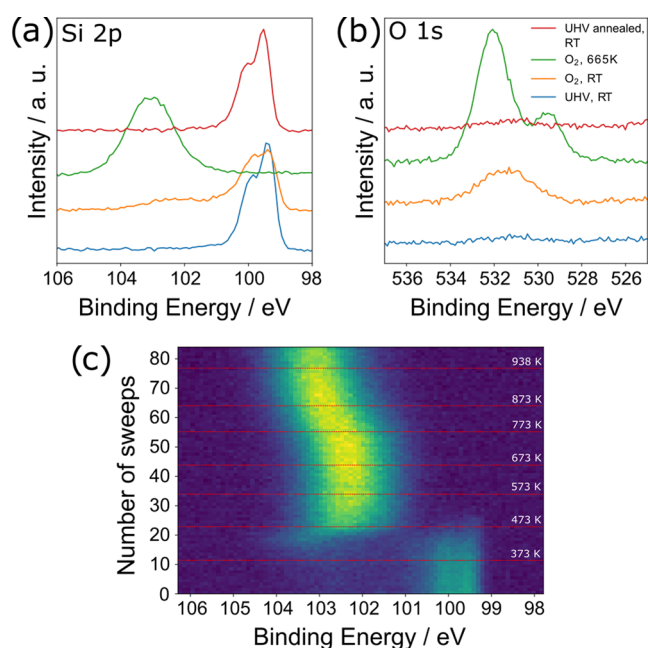 (a)
Si 2p
Intensity / a. u.
106 104 102 100 98
Binding Energy / eV
(b)
O 1s
UHV annealed,
RT
O₂, 665K
O₂, RT
UHV, RT
Intensity / a. u.
536 534 532 530 528 526
Binding Energy / eV
(c)
Number of sweeps
80
70
60
50
40
30
20
10
0
938 K
873 K
773 K
673 K
573 K
473 K
373 K
106 105 104 103 102 101 100 99 98
Binding Energy / eV